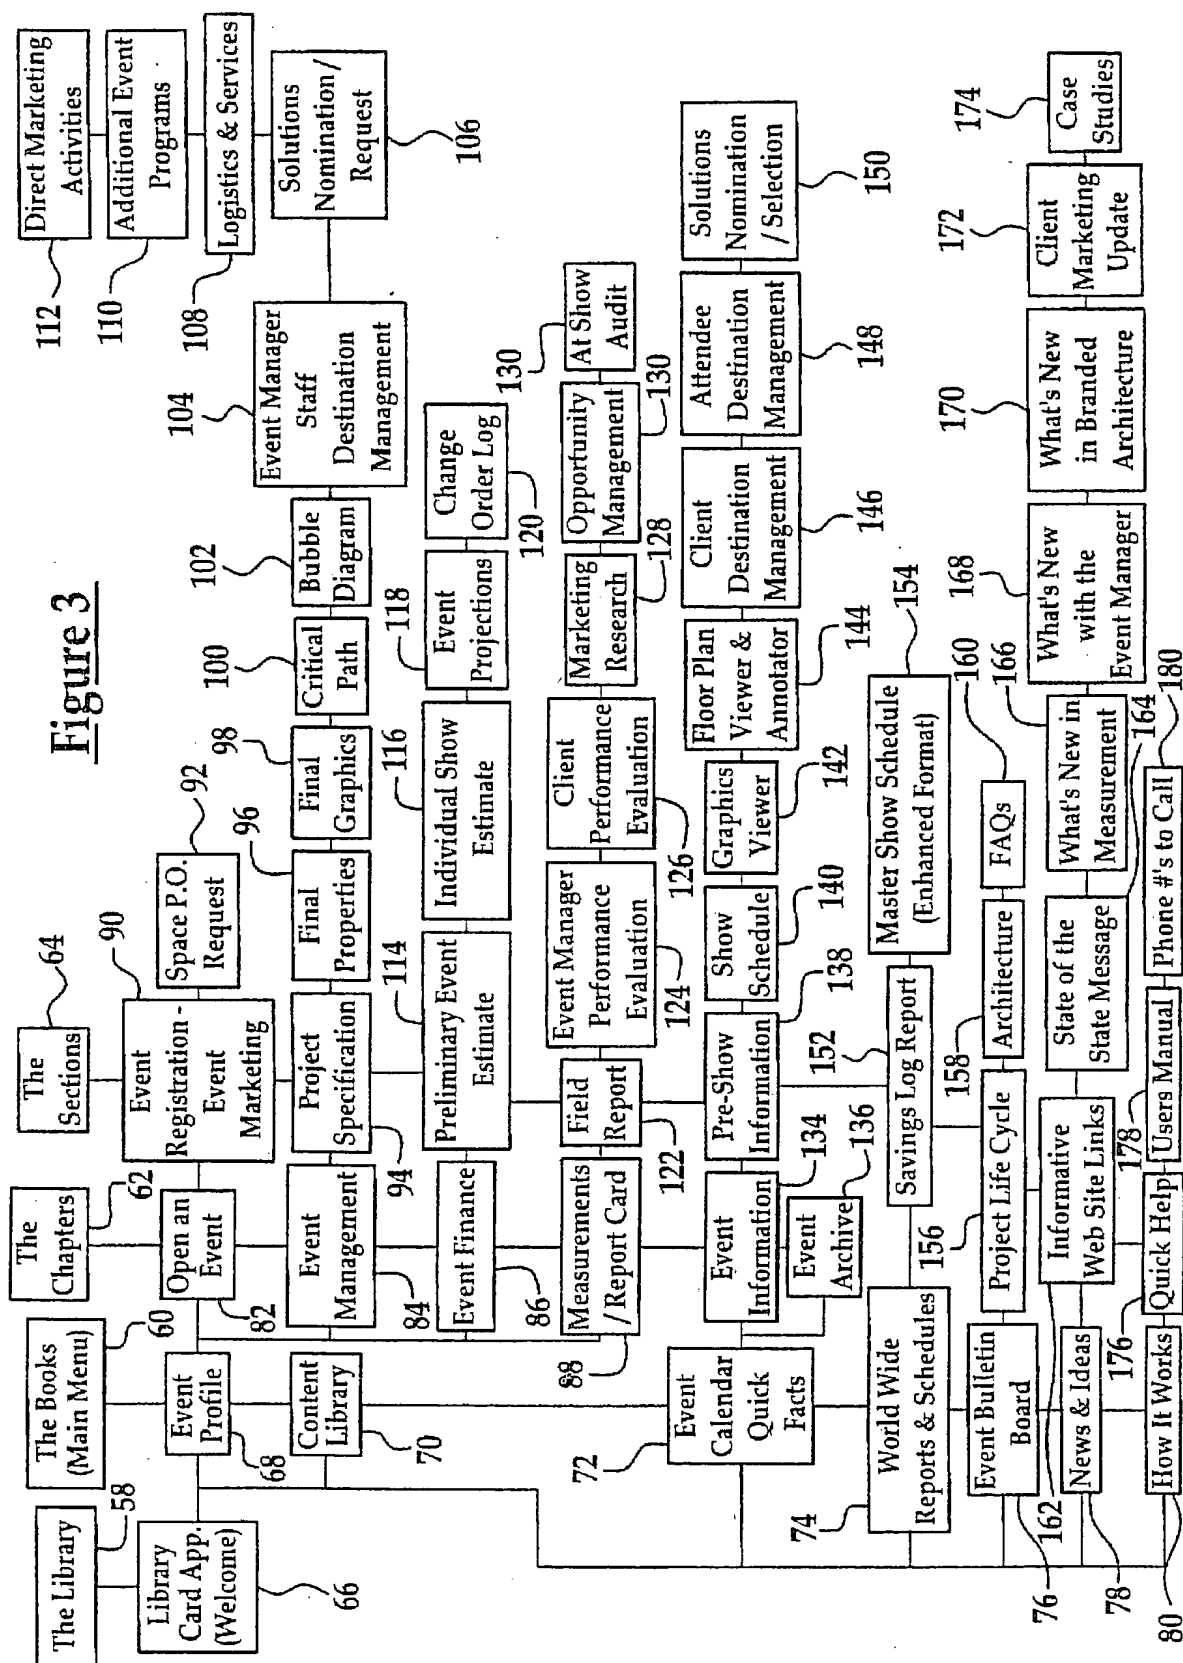 Figure 3
The Library
58
Library
Card App.
(Welcome)
66
The Books
(Main Menu)
60
Event
Profile
68
Content
Library
70
72
Event
Calendar
Quick
Facts
74
World Wide
Reports & Schedules
Event Bulletin
Board
76
162
News & Ideas
78
How It Works
80
The
Chapters
62
Open an
Event
82
Event
Management
84
Event Finance
86
Measurements
/ Report Card
88
Event
Information
134
Event
Archive
136
The
Sections
64
Event
Registration -
Event
Marketing
90
Space P.O.
Request
92
Project
Specification
94
Final
Properties
96
Final
Graphics
98
Critical
Path
100
Bubble
Diagram
102
Event Manager
Staff
Destination
Management
104
Solutions
Nomination /
Request
106
Logistics & Services
108
Additional Event
Programs
110
Direct Marketing
Activities
112
Preliminary Event
Estimate
114
Individual Show
Estimate
116
Event
Projections
118
Change
Order Log
120
Field
Report
122
Event Manager
Performance
Evaluation
124
Client
Performance
Evaluation
126
Marketing
Research
128
Opportunity
Management
130
At Show
Audit
130
Pre-Show
Information
138
Show
Schedule
140
Graphics
Viewer
142
Floor Plan
Viewer &
Annotator
144
Client
Destination
Management
146
Attendee
Destination
Management
148
Solutions
Nomination
/ Selection
150
Savings Log Report
152
Master Show Schedule
(Enhanced Format)
154
Project Life Cycle
156
Architecture
158
FAQs
160
Informative
Web Site Links
State of the
State Message
164
What's New in
Measurement
166
What's New
with the
Event Manager
168
What's New
in Branded
Architecture
170
Client
Marketing
Update
172
Case
Studies
174
Quick Help
176
Users Manual
178
Phone #'s to Call
180